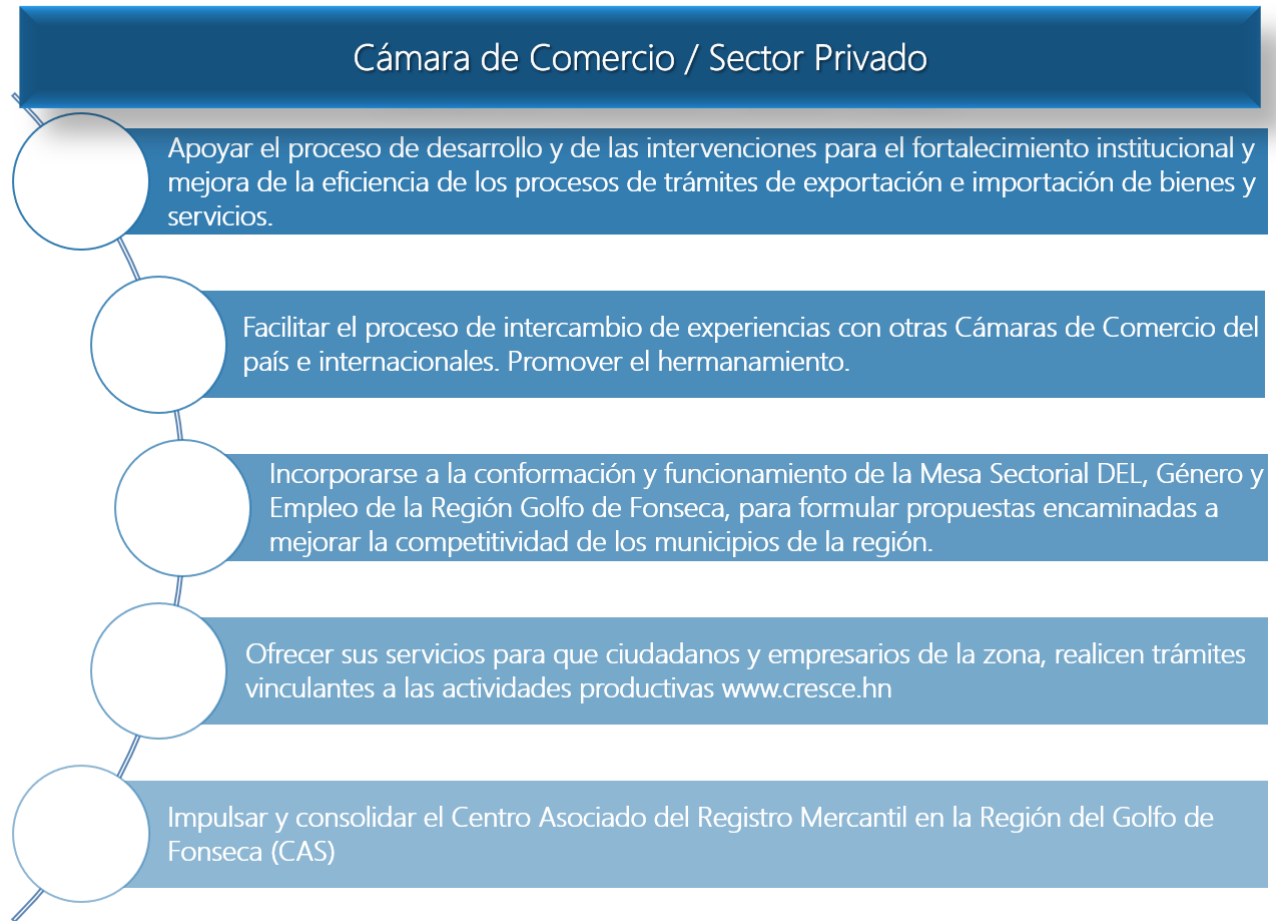 Cámara de Comercio / Sector Privado
Apoyar el proceso de desarrollo y de las intervenciones para el fortalecimiento institucional y
mejora de la eficiencia de los procesos de trámites de exportación e importación de bienes y
servicios.
Facilitar el proceso de intercambio de experiencias con otras Cámaras de Comercio del
país e internacionales. Promover el hermanamiento.
Incorporarse a la conformación y funcionamiento de la Mesa Sectorial DEL, Género y
Empleo de la Región Golfo de Fonseca, para formular propuestas encaminadas a
mejorar la competitividad de los municipios de la región.
Ofrecer sus servicios para que ciudadanos y empresarios de la zona, realicen trámites
vinculantes a las actividades productivas www.cresce.hn
Impulsar y consolidar el Centro Asociado del Registro Mercantil en la Región del Golfo de
Fonseca (CAS)